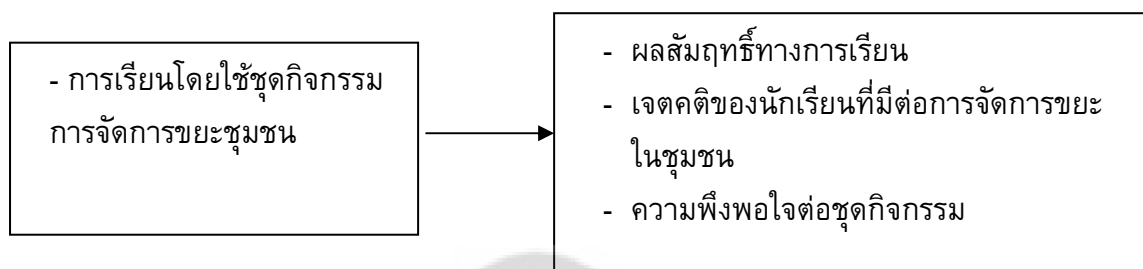 - การเรียนโดยใช้ชุดกิจกรรม
การจัดการขยะชุมชน
- ผลสัมฤทธิ์ทางการเรียน
- เจตคติของนักเรียนที่มีต่อการจัดการขยะ
ในชุมชน
- ความพึงพอใจต่อชุดกิจกรรม